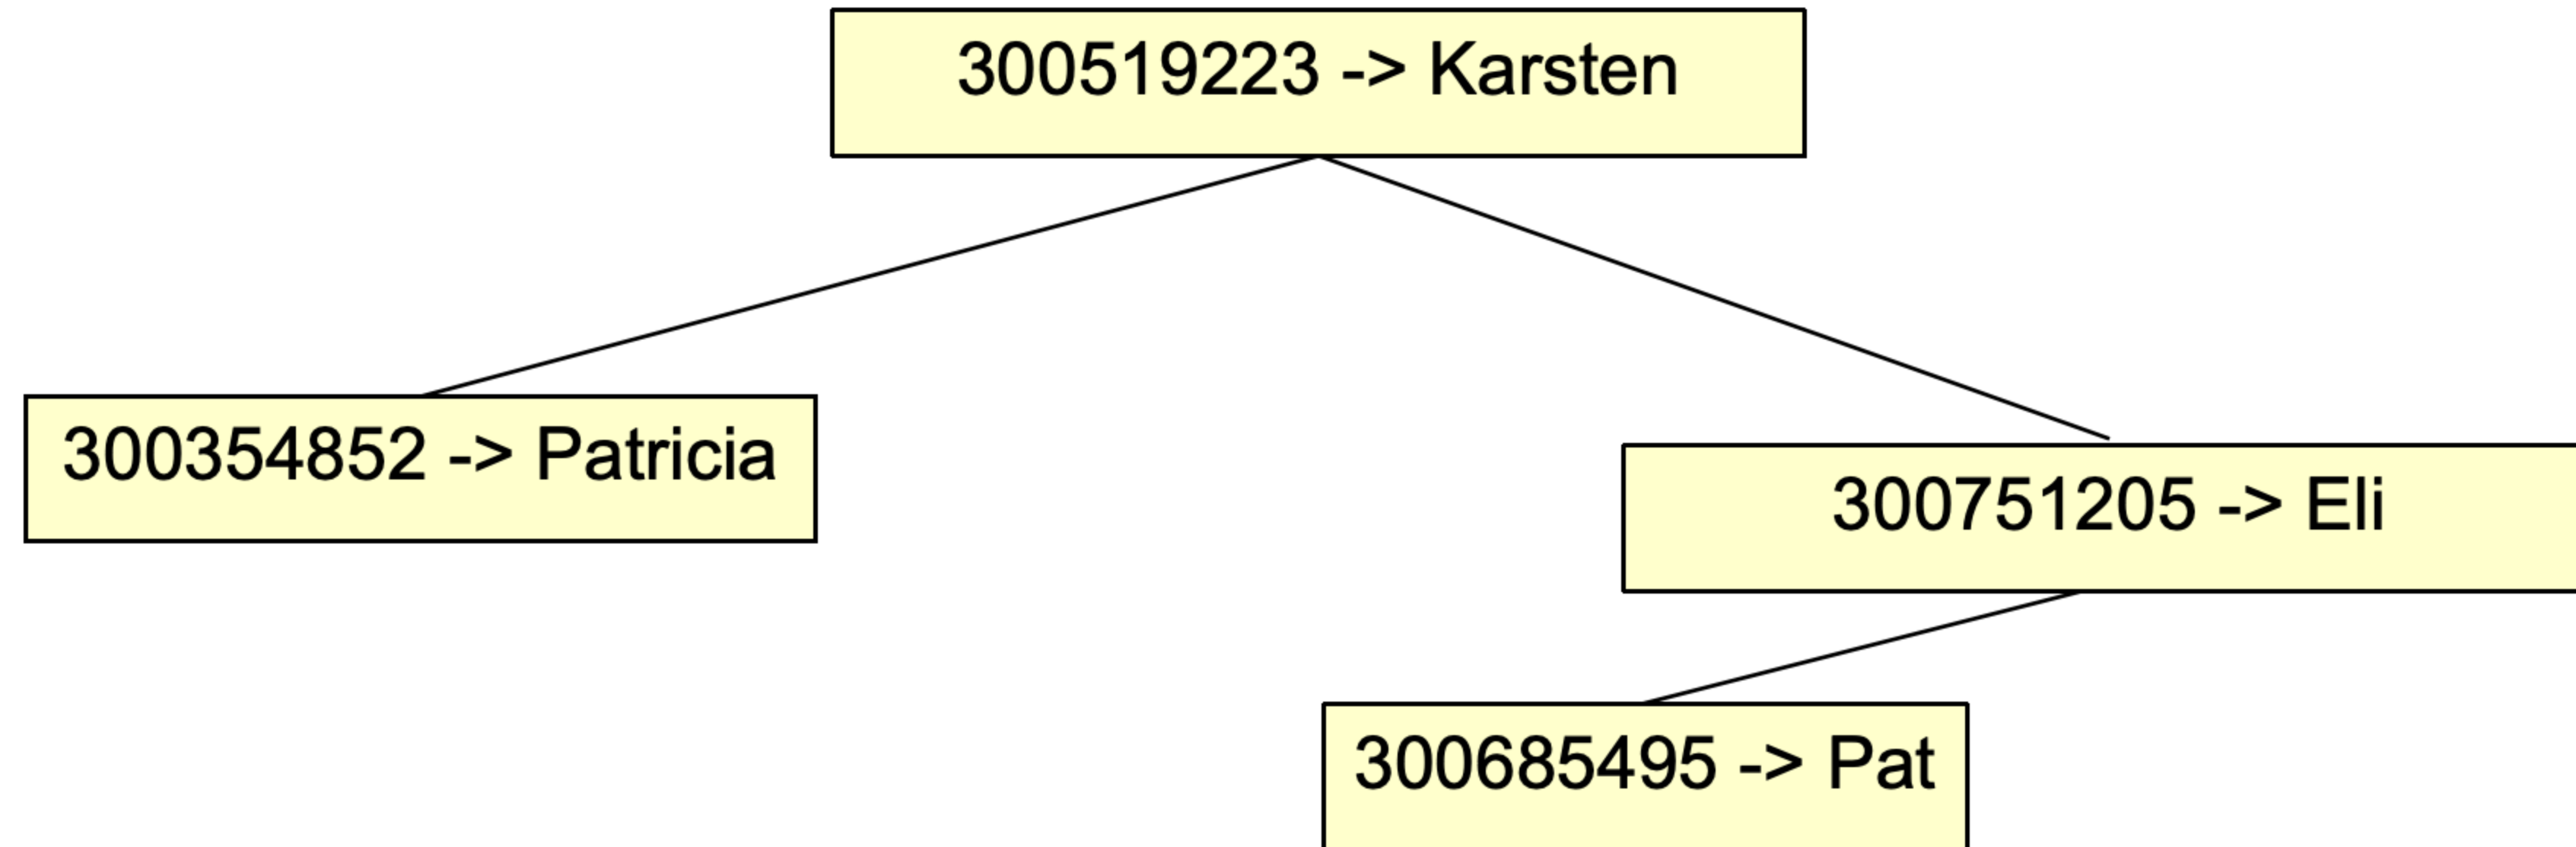 300519223 -> Karsten
300354852 -> Patricia
300751205 -> Eli
300685495 -> Pat